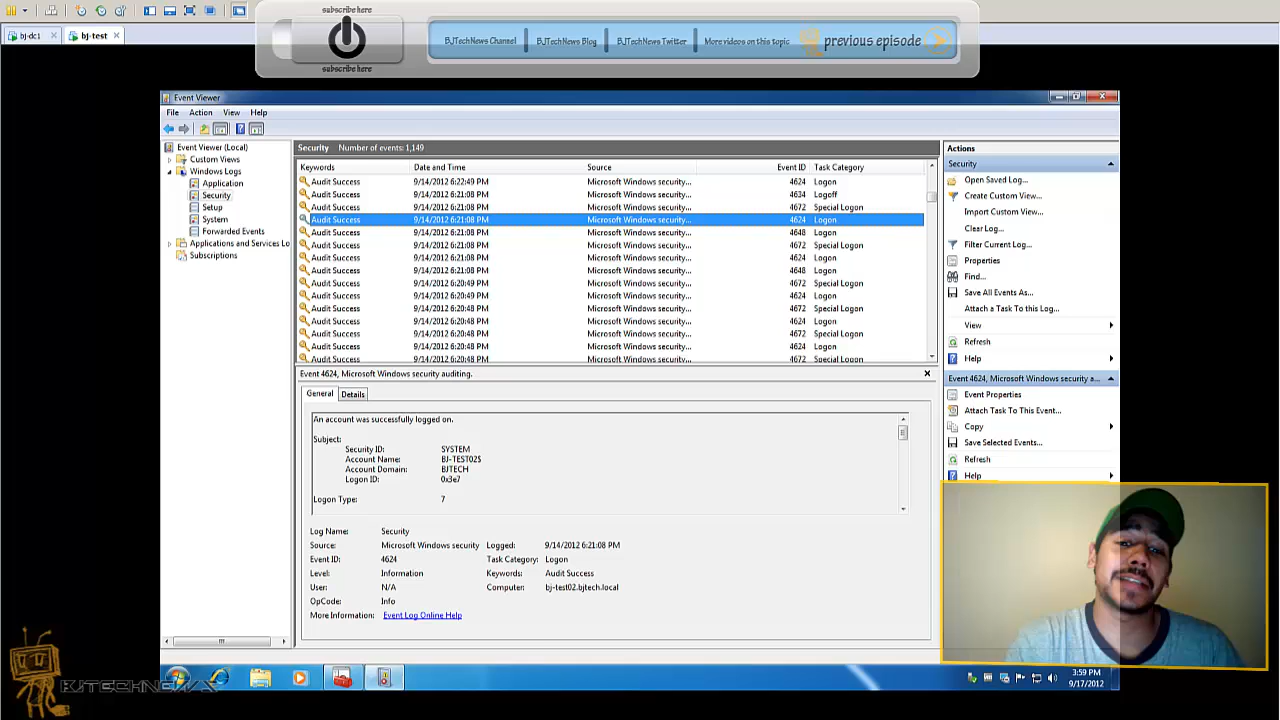 subscribe here
subscribe here
BJTechNews Channel
BJTechNews Blog
BJTechNews Twitter
More videos on this topic
previous episode
bj-dc1
bj-test
Event Viewer
File Action View Help
Event Viewer (Local)
Custom Views
Windows Logs
Application
Security
Setup
System
Forwarded Events
Applications and Services Lo
Subscriptions
Security Number of events: 1,149
Keywords Date and Time Source Event ID Task Category
Audit Success 9/14/2012 6:22:49 PM Microsoft Windows security... 4624 Logon
Audit Success 9/14/2012 6:21:08 PM Microsoft Windows security... 4634 Logoff
Audit Success 9/14/2012 6:21:08 PM Microsoft Windows security... 4672 Special Logon
Audit Success 9/14/2012 6:21:08 PM Microsoft Windows security... 4624 Logon
Audit Success 9/14/2012 6:21:08 PM Microsoft Windows security... 4648 Logon
Audit Success 9/14/2012 6:21:08 PM Microsoft Windows security... 4672 Special Logon
Audit Success 9/14/2012 6:21:08 PM Microsoft Windows security... 4624 Logon
Audit Success 9/14/2012 6:21:08 PM Microsoft Windows security... 4648 Logon
Audit Success 9/14/2012 6:20:49 PM Microsoft Windows security... 4672 Special Logon
Audit Success 9/14/2012 6:20:49 PM Microsoft Windows security... 4624 Logon
Audit Success 9/14/2012 6:20:48 PM Microsoft Windows security... 4672 Special Logon
Audit Success 9/14/2012 6:20:48 PM Microsoft Windows security... 4624 Logon
Audit Success 9/14/2012 6:20:48 PM Microsoft Windows security... 4672 Special Logon
Audit Success 9/14/2012 6:20:48 PM Microsoft Windows security... 4624 Logon
Audit Success 9/14/2012 6:20:48 PM Microsoft Windows security... 4672 Special Logon
Event 4624, Microsoft Windows security auditing.
General Details
An account was successfully logged on.
Subject:
Security ID: SYSTEM
Account Name: BJ-TEST02$
Account Domain: BJTECH
Logon ID: 0x3e7
Logon Type: 7
Log Name: Security
Source: Microsoft Windows security Logged: 9/14/2012 6:21:08 PM
Event ID: 4624 Task Category: Logon
Level: Information Keywords: Audit Success
User: N/A Computer: bj-test02.bjtech.local
OpCode: Info
More Information: Event Log Online Help
Actions
Security
Open Saved Log...
Create Custom View...
Import Custom View...
Clear Log...
Filter Current Log...
Properties
Find...
Save All Events As...
Attach a Task To this Log...
View
Refresh
Help
Event 4624, Microsoft Windows security a...
Event Properties
Attach Task To This Event...
Copy
Save Selected Events...
Refresh
Help
BJTECHNEWS
3:59 PM
9/17/2012